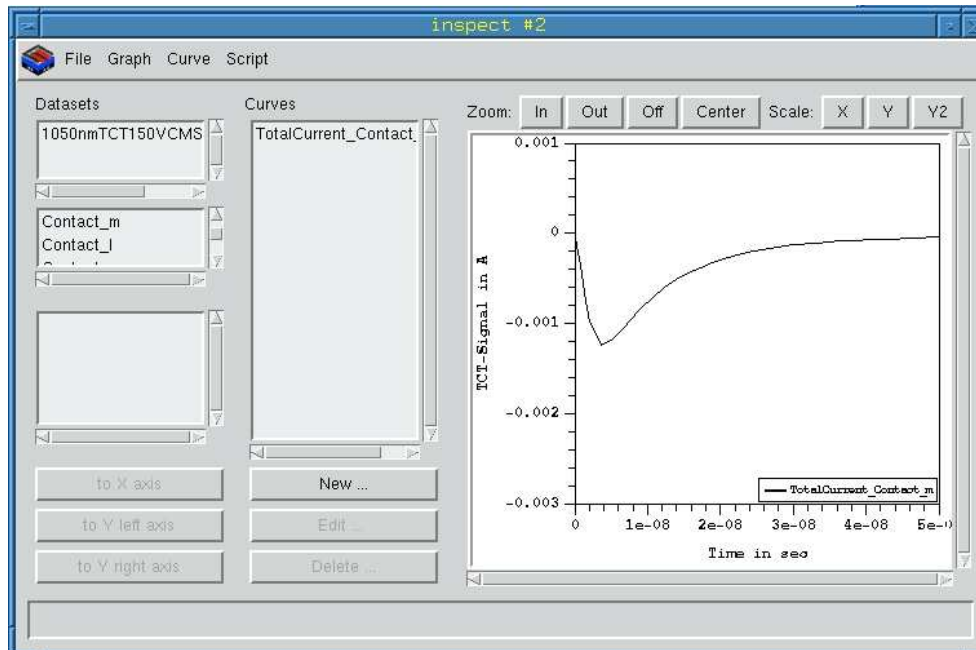 inspect #2
File Graph Curve Script
Datasets
1050nmTCT150VCMS
Contact_m
Contact_l
to X axis
to Y left axis
to Y right axis
Curves
TotalCurrent_Contact_
New ...
Edit ...
Delete ...
Zoom: In Out Off Center Scale: X Y Y2
0.001
0
-0.001
-0.002
-0.003
TCT-Signal in A
TotalCurrent_Contact_m
0 1e-08 2e-08 3e-08 4e-08 5e-
Time in sec